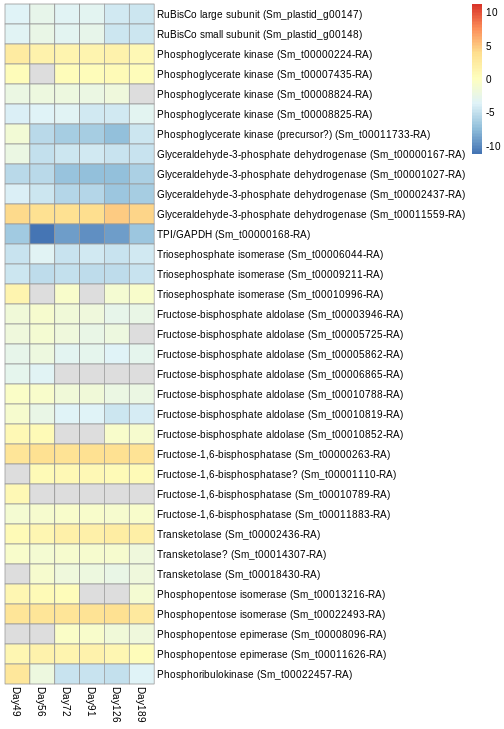 RuBisCo large subunit (Sm_plastid_g00147)
RuBisCo small subunit (Sm_plastid_g00148)
Phosphoglycerate kinase (Sm_t00000224-RA)
Phosphoglycerate kinase (Sm_t00007435-RA)
Phosphoglycerate kinase (Sm_t00008824-RA)
Phosphoglycerate kinase (Sm_t00008825-RA)
Phosphoglycerate kinase (precursor?) (Sm_t00011733-RA)
Glyceraldehyde-3-phosphate dehydrogenase (Sm_t00000167-RA)
Glyceraldehyde-3-phosphate dehydrogenase (Sm_t00001027-RA)
Glyceraldehyde-3-phosphate dehydrogenase (Sm_t00002437-RA)
Glyceraldehyde-3-phosphate dehydrogenase (Sm_t00011559-RA)
TPI/GAPDH (Sm_t00000168-RA)
Triosephosphate isomerase (Sm_t00006044-RA)
Triosephosphate isomerase (Sm_t00009211-RA)
Triosephosphate isomerase (Sm_t00010996-RA)
Fructose-bisphosphate aldolase (Sm_t00003946-RA)
Fructose-bisphosphate aldolase (Sm_t00005725-RA)
Fructose-bisphosphate aldolase (Sm_t00005862-RA)
Fructose-bisphosphate aldolase (Sm_t00006865-RA)
Fructose-bisphosphate aldolase (Sm_t00010788-RA)
Fructose-bisphosphate aldolase (Sm_t00010819-RA)
Fructose-bisphosphate aldolase (Sm_t00010852-RA)
Fructose-1,6-bisphosphatase (Sm_t00000263-RA)
Fructose-1,6-bisphosphatase? (Sm_t00001110-RA)
Fructose-1,6-bisphosphatase (Sm_t00010789-RA)
Fructose-1,6-bisphosphatase (Sm_t00011883-RA)
Transketolase (Sm_t00002436-RA)
Transketolase? (Sm_t00014307-RA)
Transketolase (Sm_t00018430-RA)
Phosphopentose isomerase (Sm_t00013216-RA)
Phosphopentose isomerase (Sm_t00022493-RA)
Phosphopentose epimerase (Sm_t00008096-RA)
Phosphopentose epimerase (Sm_t00011626-RA)
Phosphoribulokinase (Sm_t00022457-RA)
Day49
Day56
Day72
Day91
Day126
Day189
10
5
0
-5
-10